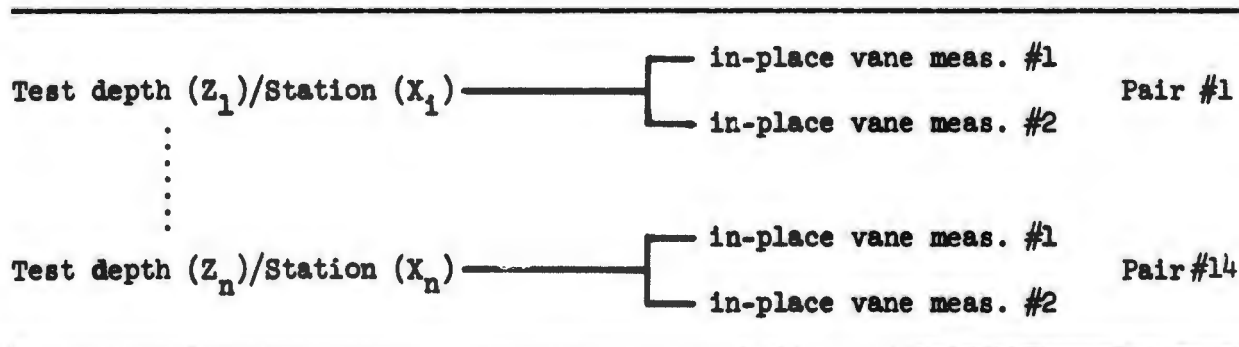 in-place vane meas. #1
Test depth (Z₁)/Station (X₁) Pair #1
in-place vane meas. #2
in-place vane meas. #1
Test depth (Zₙ)/Station (Xₙ) Pair #14
in-place vane meas. #2